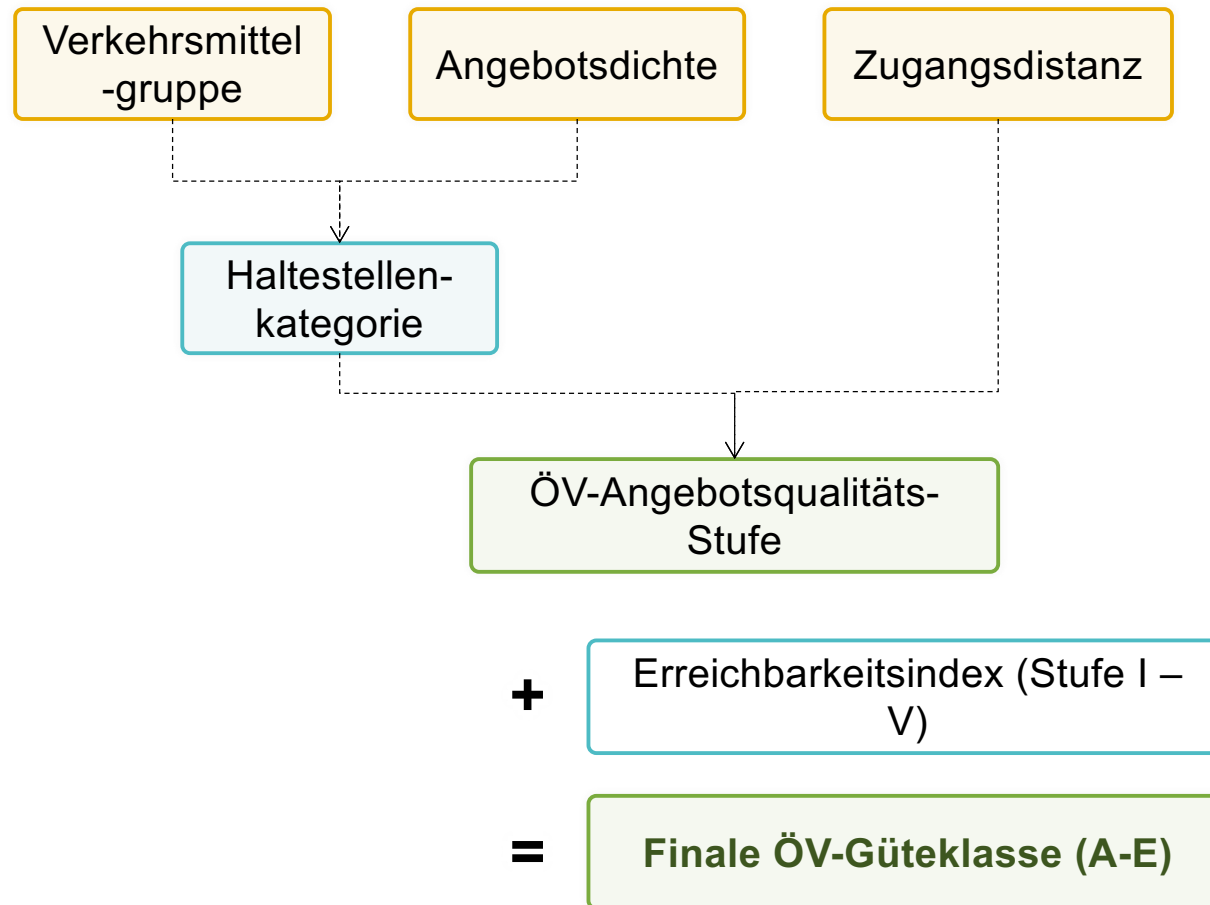 Verkehrsmittel
-gruppe
Angebotsdichte
Zugangsdistanz
Haltestellen-
kategorie
ÖV-Angebotsqualitäts-
Stufe
+
Erreichbarkeitsindex (Stufe I –
V)
=
Finale ÖV-Güteklasse (A-E)